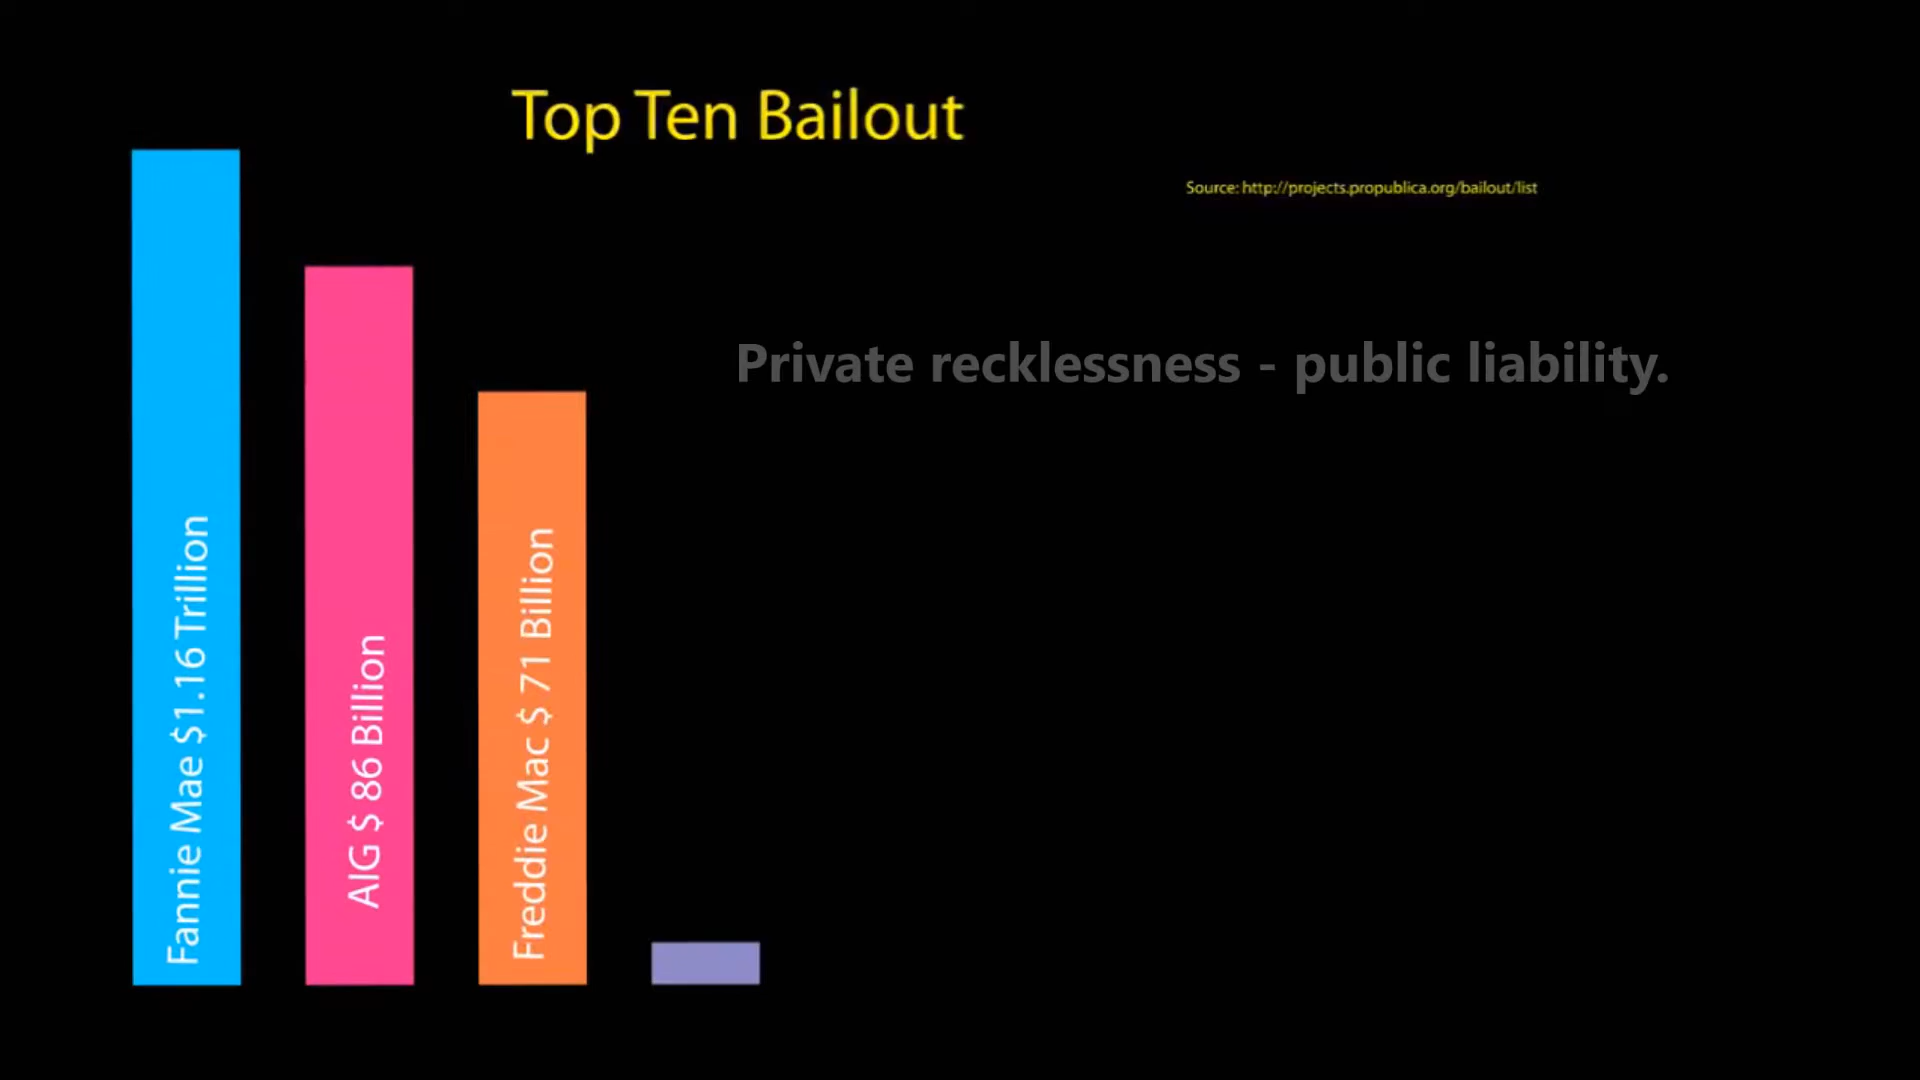 Top Ten Bailout
Source: http://projects.propublica.org/bailout/list
Private recklessness - public liability.
Fannie Mae $1.16 Trillion
AIG $ 86 Billion
Freddie Mac $ 71 Billion